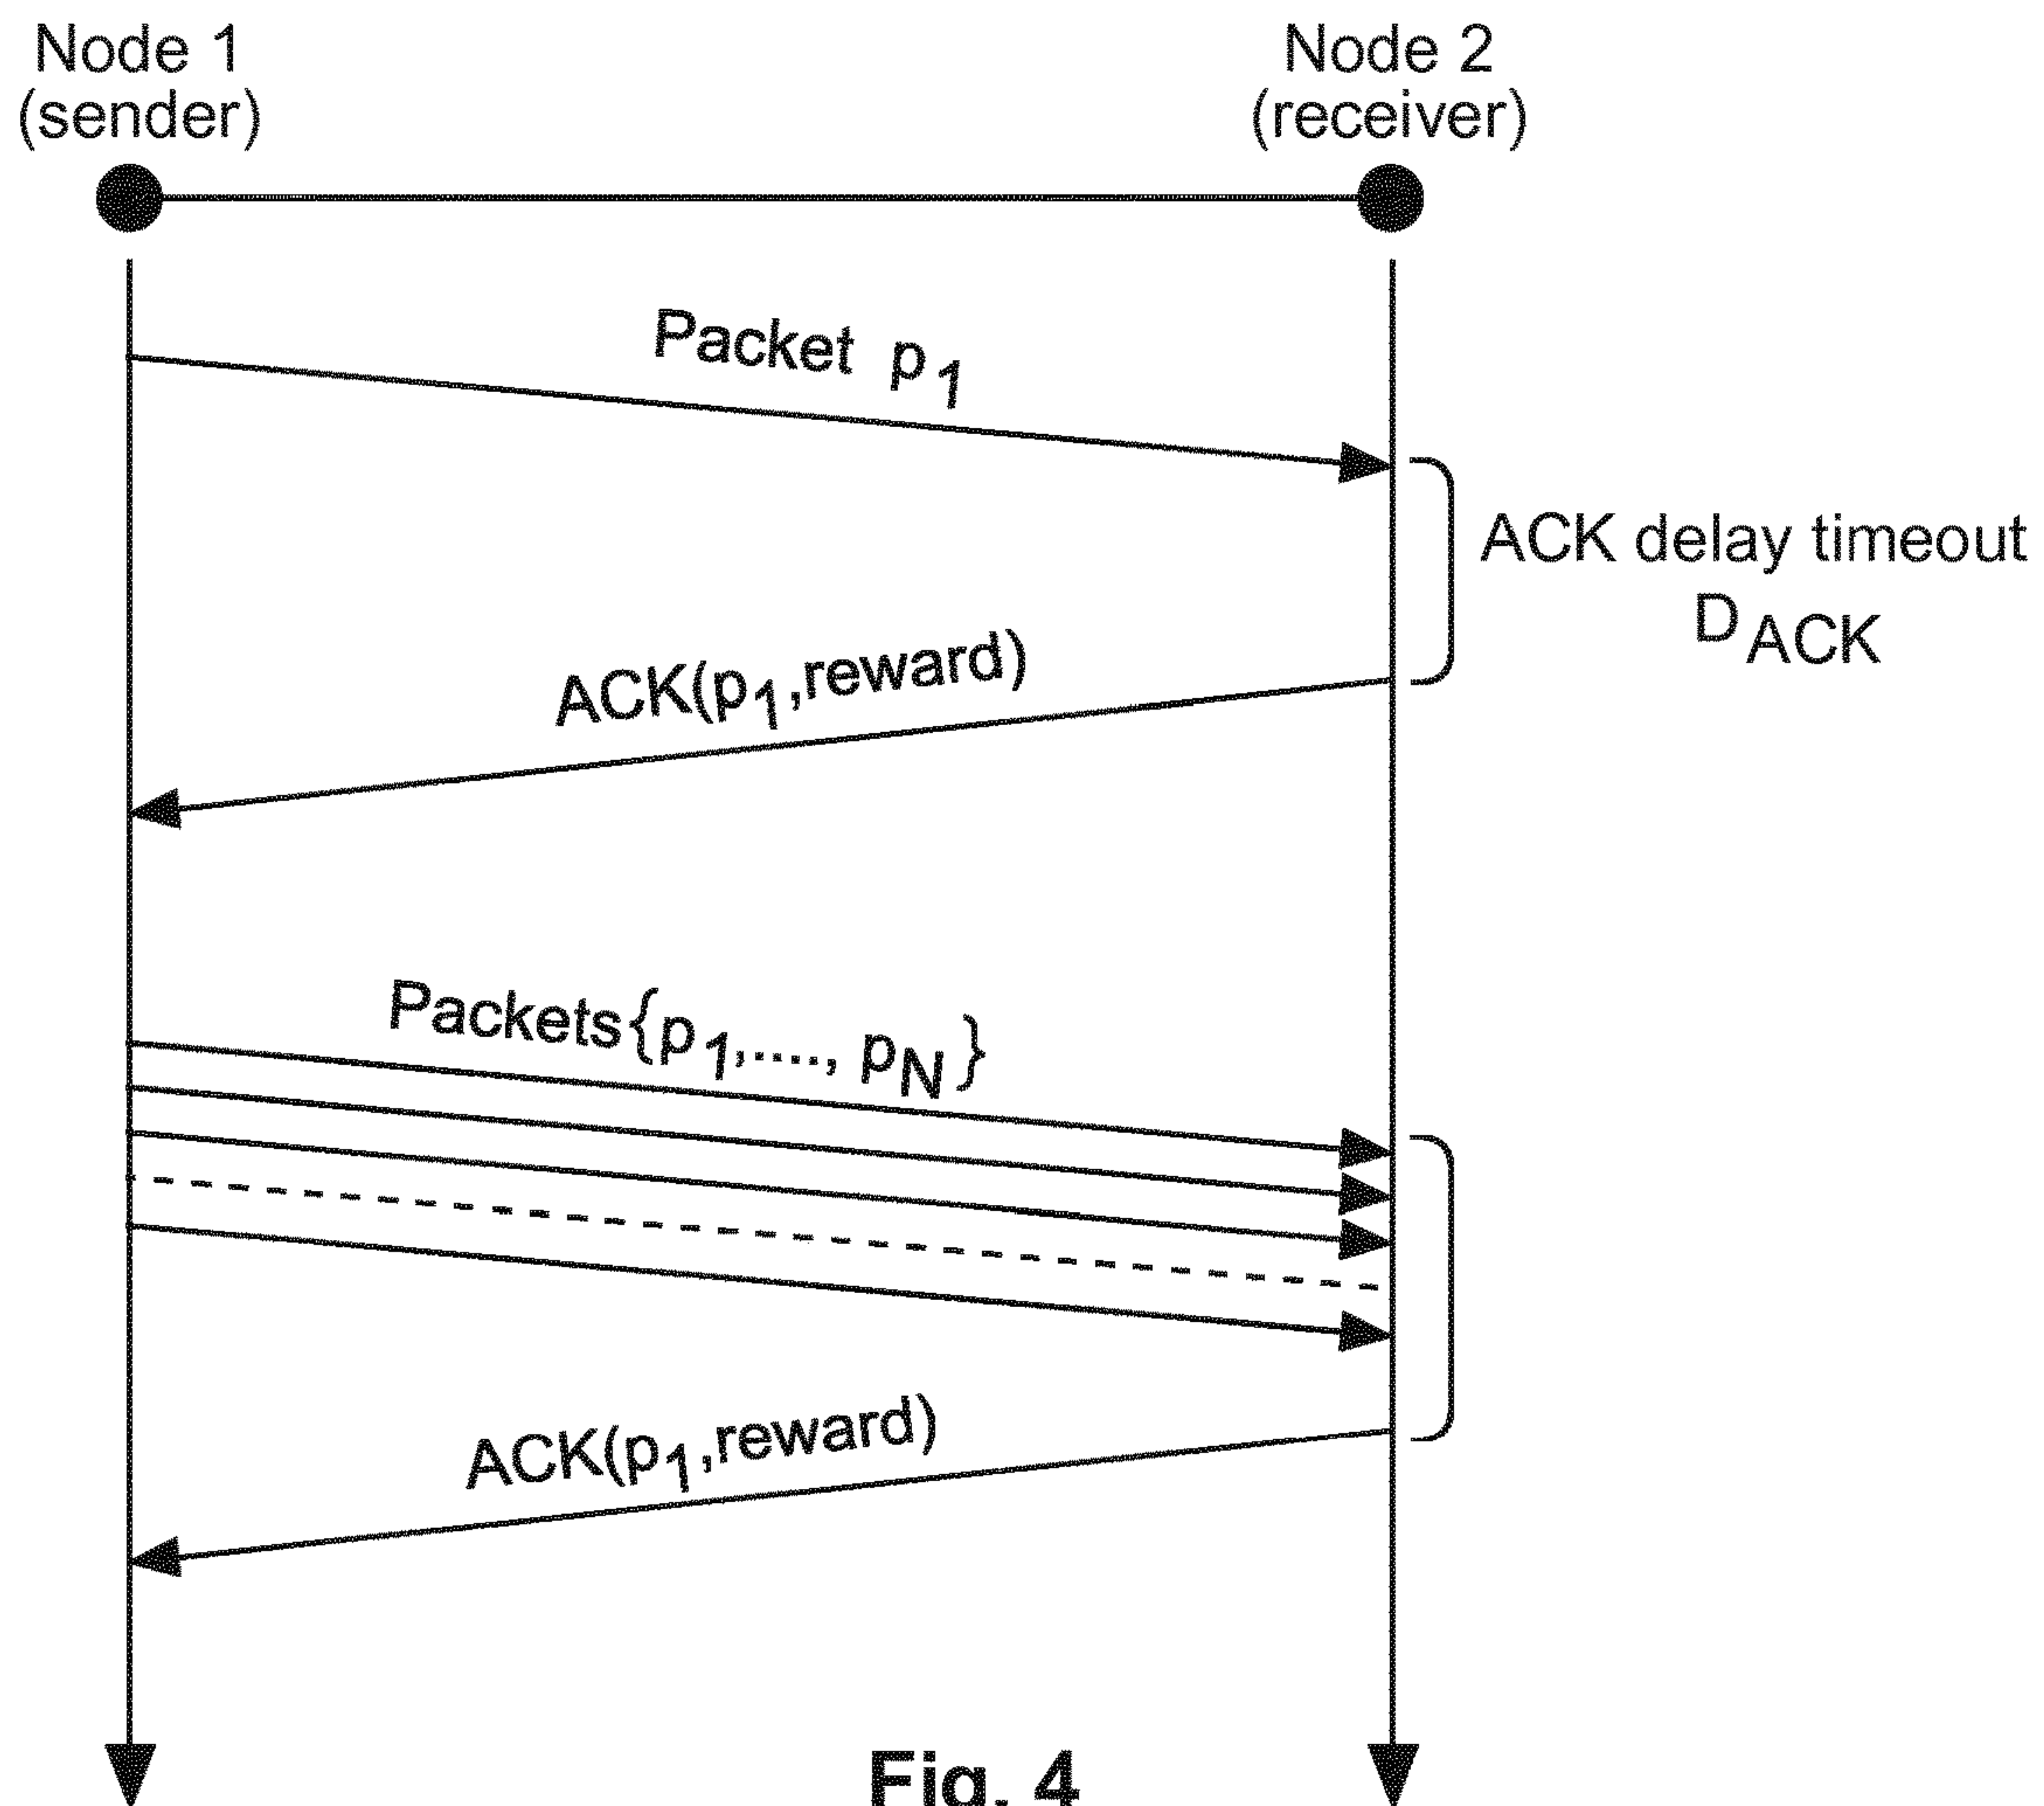 Node 1
(sender)
Node 2
(receiver)
Packet p1
ACK delay timeout
DACK
ACK(p1,reward)
Packets{p1,...., pN}
ACK(p1,reward)
Fig. 4